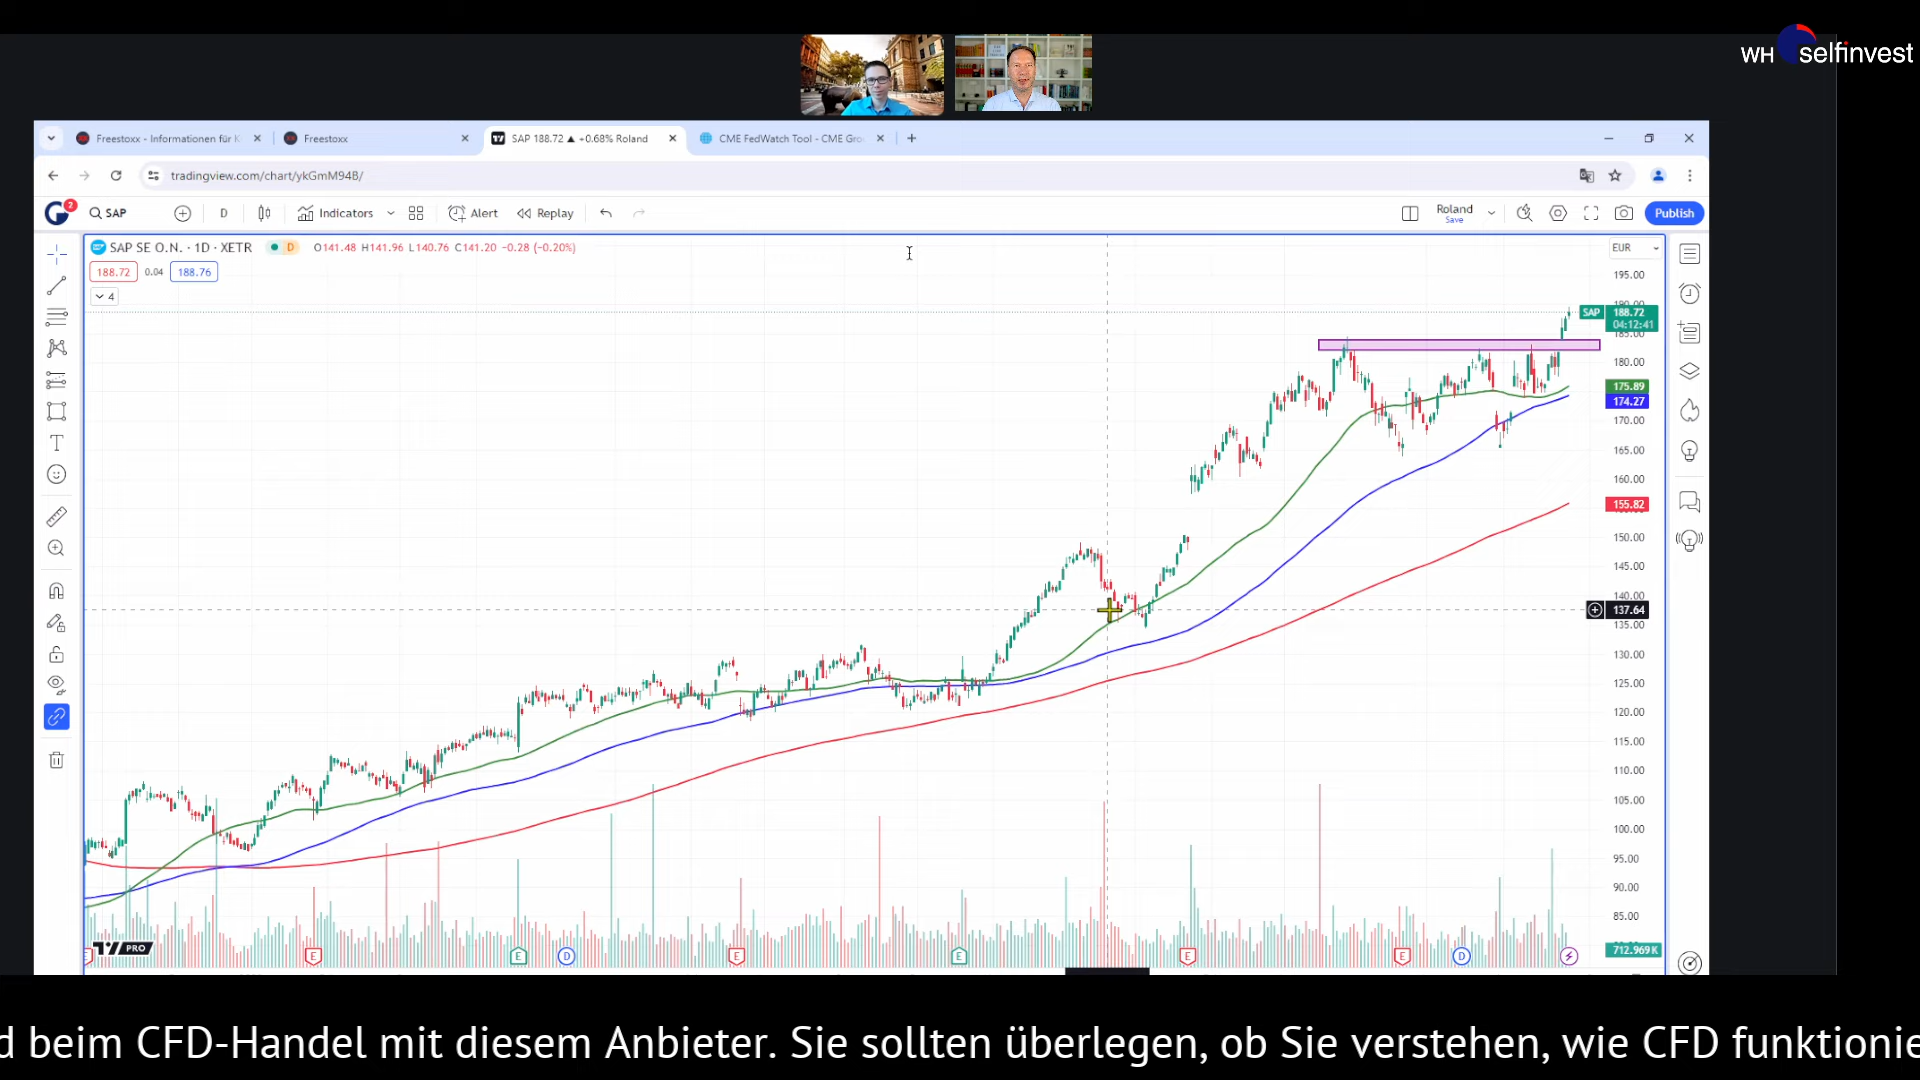 WH selfinvest
Freestoxx - Informationen für K
Freestoxx
SAP 188.72 ▲ +0.68% Roland
CME FedWatch Tool - CME Gro
tradingview.com/chart/ykGmM94B/
2
SAP
D
Indicators
Alert
Replay
Roland
Save
Publish
SAP SE O.N. · 1D · XETR
D
O141.48 H141.96 L140.76 C141.20 −0.28 (−0.20%)
EUR
188.72
0.04
188.76
4
195.00
190.00
SAP
188.72
04:12:41
185.00
180.00
175.89
174.27
170.00
165.00
160.00
155.82
150.00
145.00
140.00
137.64
135.00
130.00
125.00
120.00
115.00
110.00
105.00
100.00
95.00
90.00
85.00
712.969K
PRO
E
E
D
E
E
E
E
D
d beim CFD-Handel mit diesem Anbieter. Sie sollten überlegen, ob Sie verstehen, wie CFD funktionie